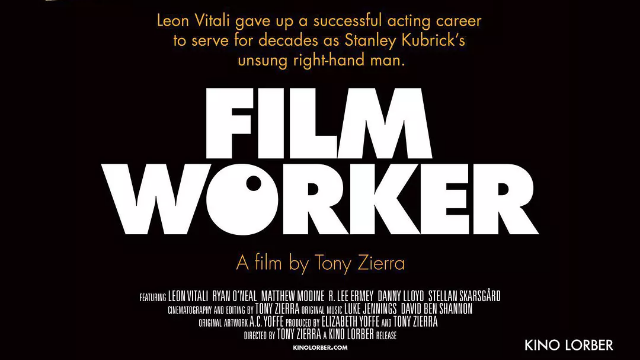 Leon Vitali gave up a successful acting career
to serve for decades as Stanley Kubrick's
unsung right-hand man.
FILM
WORKER
A film by Tony Zierra
FEATURING LEON VITALI RYAN O'NEAL MATTHEW MODINE R. LEE ERMEY DANNY LLOYD STELLAN SKARSGÅRD
CINEMATOGRAPHY AND EDITING BY TONY ZIERRA ORIGINAL MUSIC LUKE JENNINGS DAVID BEN SHANNON
ORIGINAL ARTWORK A.C. YOFFE PRODUCED BY ELIZABETH YOFFE AND TONY ZIERRA
DIRECTED BY TONY ZIERRA A KINO LORBER RELEASE
KINOLORBER.COM
KINO LORBER